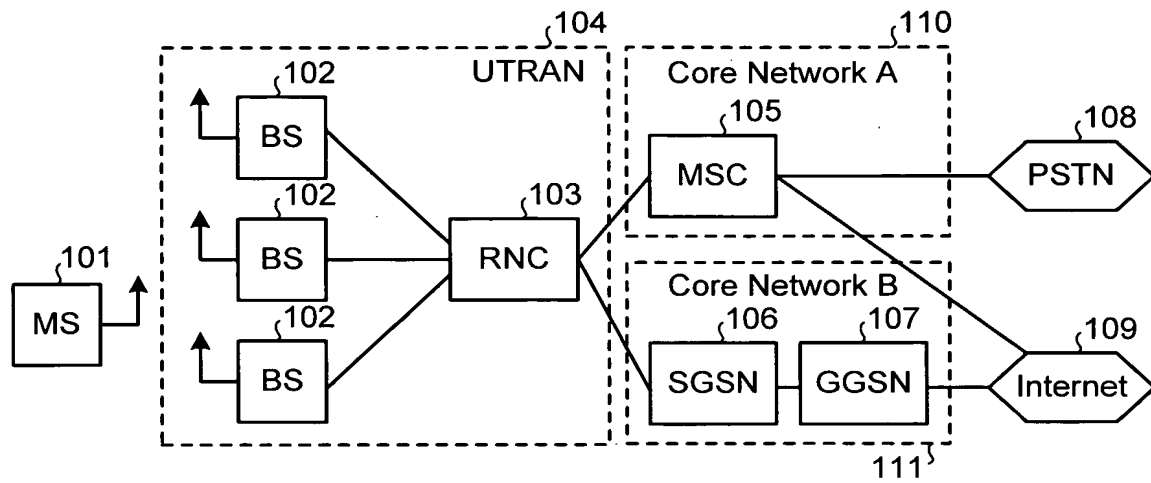 104
110
UTRAN
Core Network A
102
BS
105
MSC
108
PSTN
102
BS
103
RNC
101
MS
Core Network B
102
BS
106
SGSN
107
GGSN
109
Internet
111